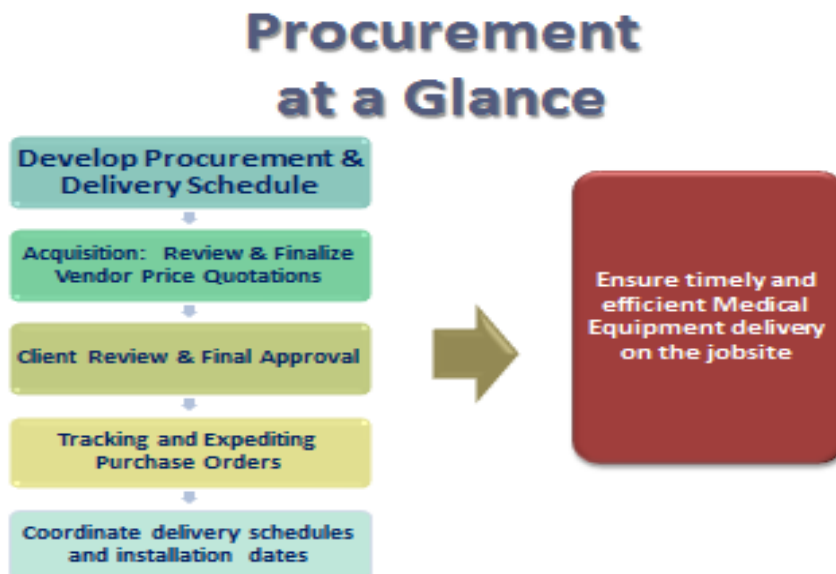 Procurement
at a Glance
Develop Procurement &
Delivery Schedule
Acquisition: Review & Finalize
Vendor Price Quotations
Client Review & Final Approval
Tracking and Expediting
Purchase Orders
Coordinate delivery schedules
and installation dates
Ensure timely and
efficient Medical
Equipment delivery
on the jobsite